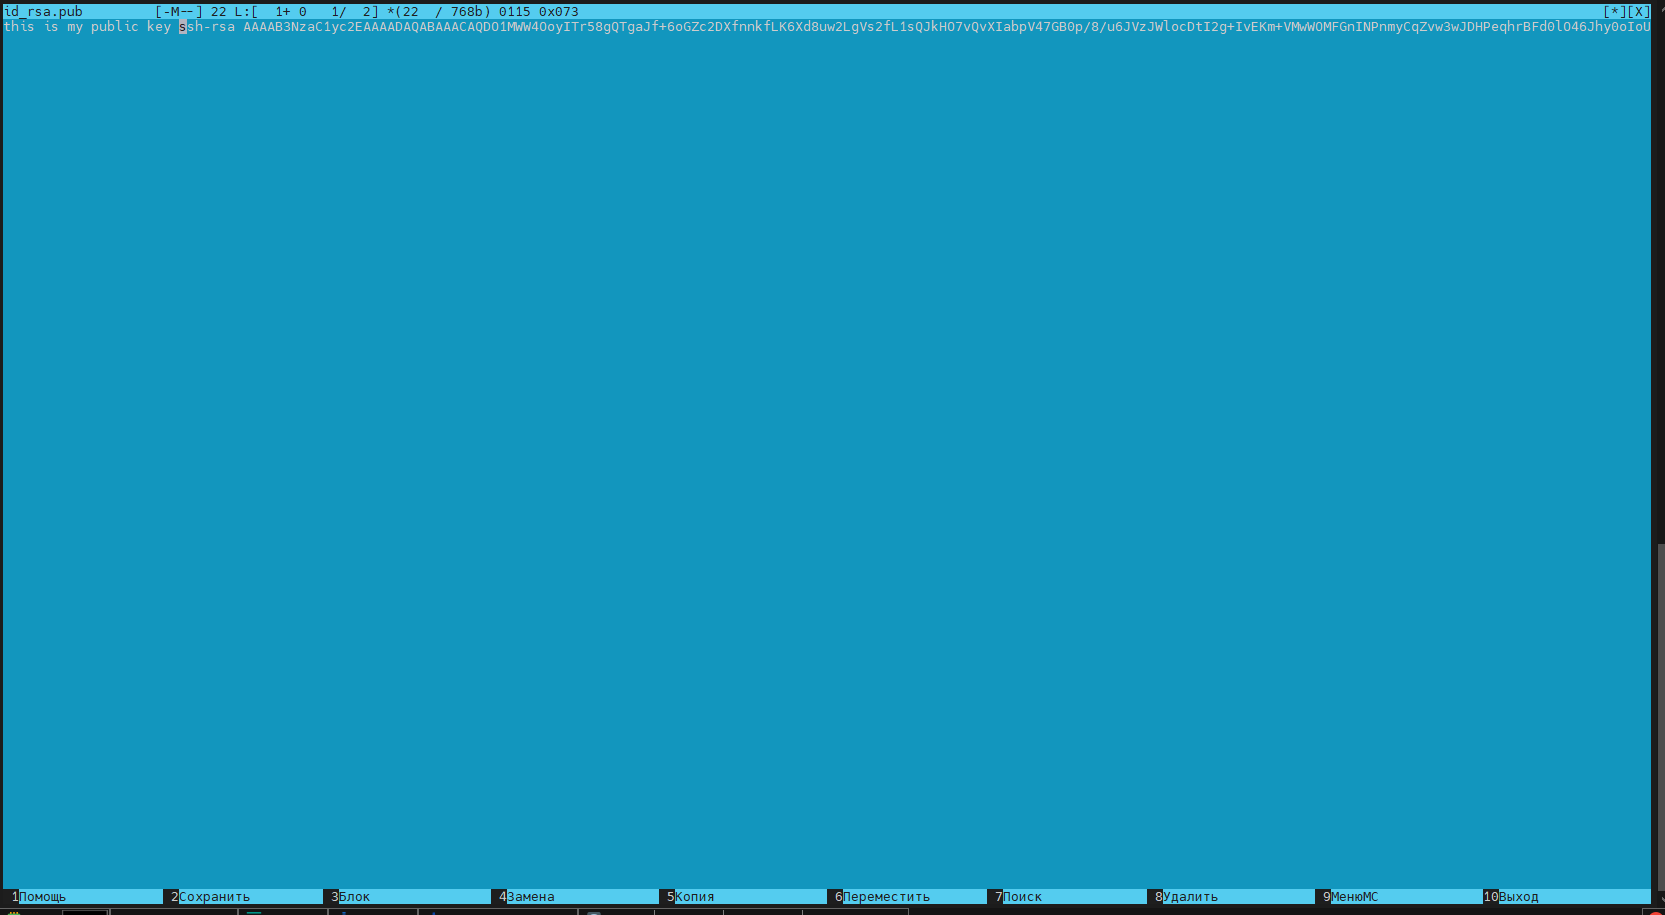 id_rsa.pub [-M--] 22 L:[ 1+ 0 1/ 2] *(22 / 768b) 0115 0x073 [*][X]
this is my public key ssh-rsa AAAAB3NzaC1yc2EAAAADAQABAAACAQDO1MWW4OoyITr58gQTgaJf+6oGZc2DXfnnkfLK6Xd8uw2LgVs2fL1sQJkHO7vQvXIabpV47GB0p/8/u6JVzJWlocDtI2g+IvEKm+VMwWOMFGnINPnmyCqZvw3wJDHPeqhrBFd0lO46Jhy0oIoU
1Помощь 2Сохранить 3Блок 4Замена 5Копия 6Переместить 7Поиск 8Удалить 9МенюMC 10Выход